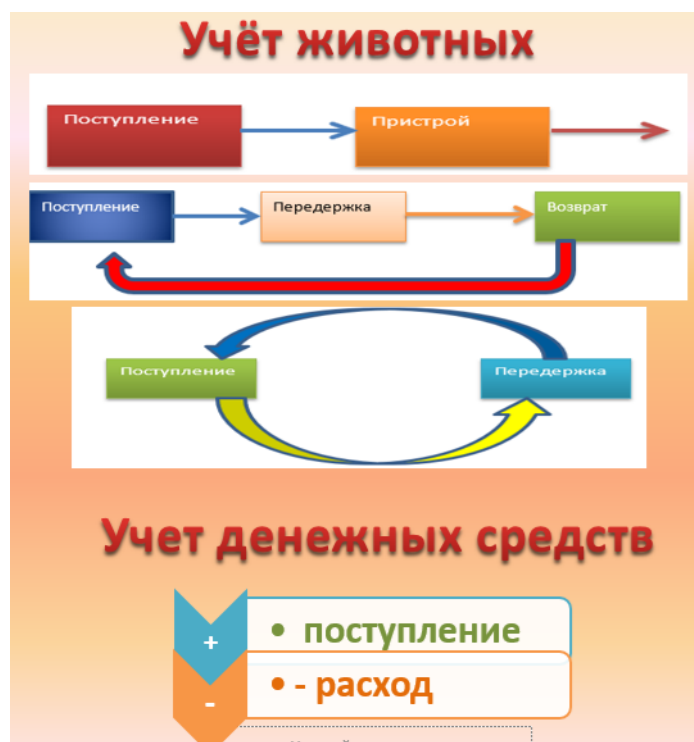 Учёт животных
Поступление
Пристрой
Поступление
Передержка
Возврат
Поступление
Передержка
Учет денежных средств
+
• поступление
-
• - расход